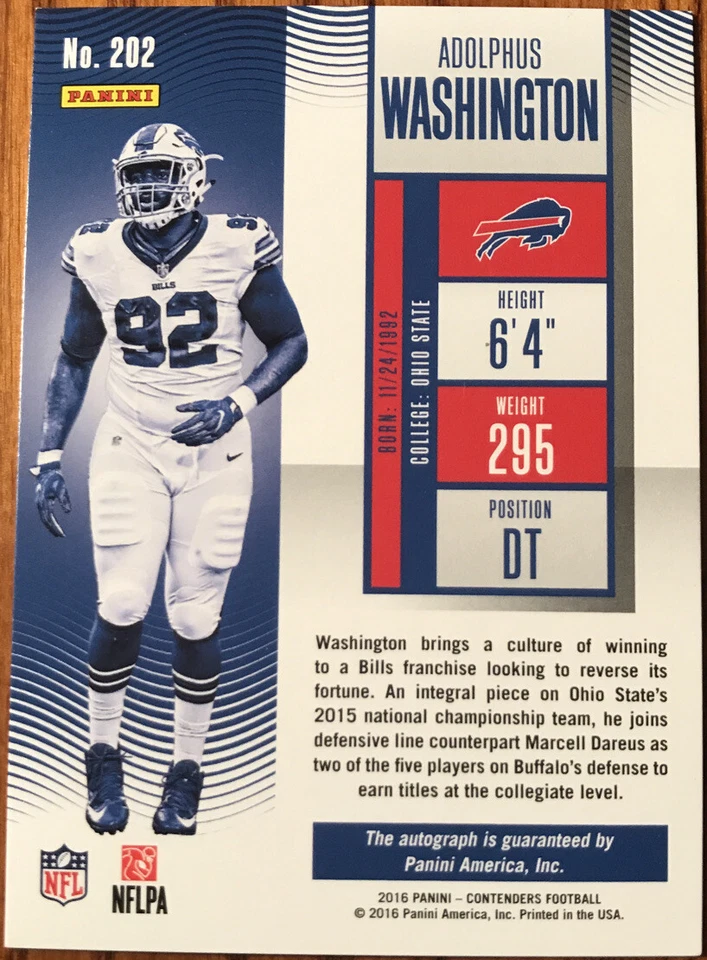 No. 202
PANINI
ADOLPHUS
WASHINGTON
BILLS
92
92
BORN: 11/24/1992
COLLEGE: OHIO STATE
HEIGHT
6'4"
WEIGHT
295
POSITION
DT
Washington brings a culture of winning
to a Bills franchise looking to reverse its
fortune. An integral piece on Ohio State's
2015 national championship team, he joins
defensive line counterpart Marcell Dareus as
two of the five players on Buffalo's defense to
earn titles at the collegiate level.
The autograph is guaranteed by
Panini America, Inc.
NFL
NFLPA
2016 PANINI – CONTENDERS FOOTBALL
© 2016 Panini America, Inc. Printed in the USA.